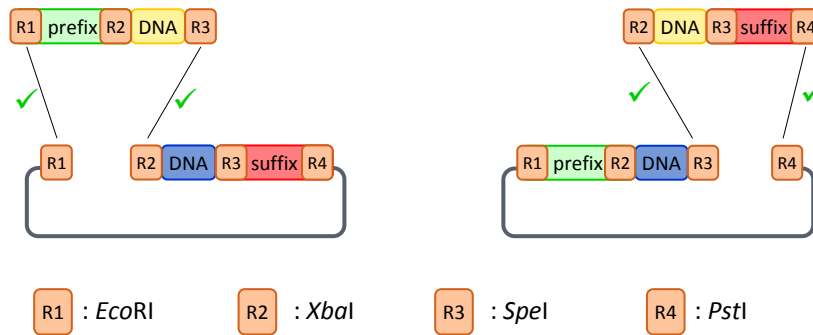 R1 prefix R2 DNA R3
R2 DNA R3 suffix R4
R1
R2 DNA R3 suffix R4
R1 prefix R2 DNA R3
R4
R1 : EcoRI
R2 : XbaI
R3 : SpeI
R4 : PstI